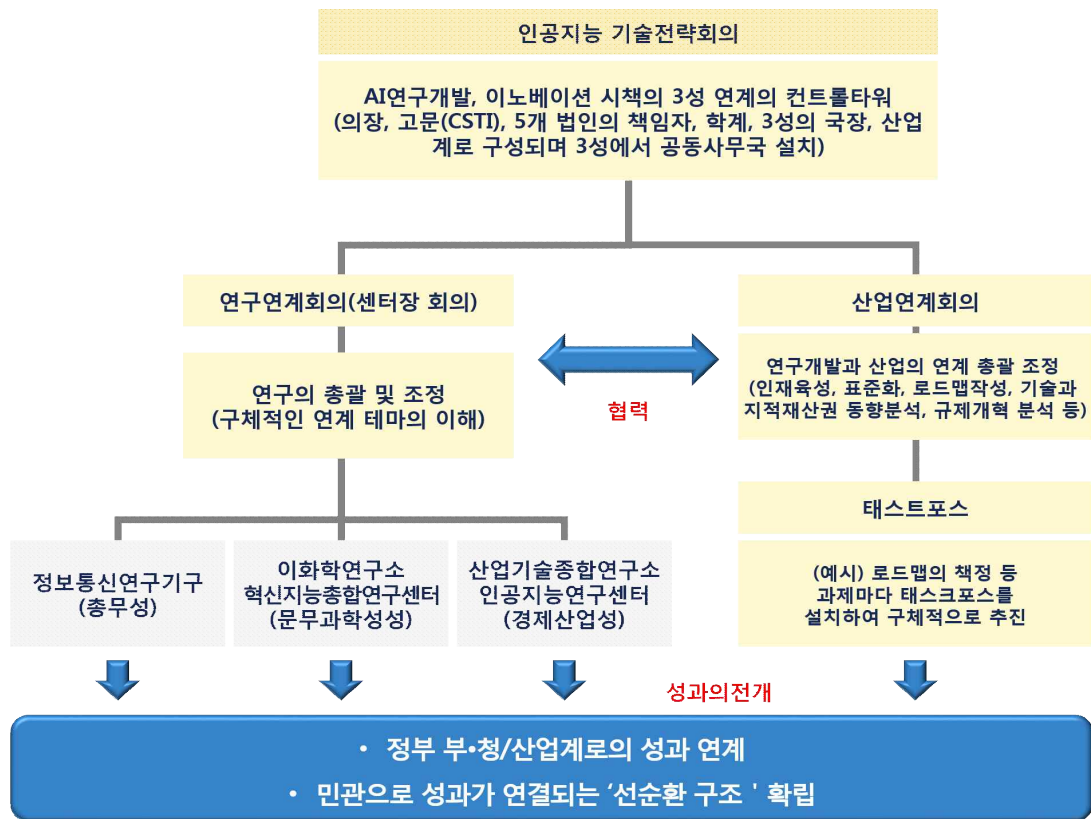 인공지능 기술전략회의
AI연구개발, 이노베이션 시책의 3성 연계의 컨트롤타워
(의장, 고문(CSTI), 5개 법인의 책임자, 학계, 3성의 국장, 산업
계로 구성되며 3성에서 공동사무국 설치)
연구연계회의(센터장 회의)
연구의 총괄 및 조정
(구체적인 연계 테마의 이해)
협력
산업연계회의
연구개발과 산업의 연계 총괄 조정
(인재육성, 표준화, 로드맵작성, 기술과
지적재산권 동향분석, 규제개혁 분석 등)
태스트포스
(예시) 로드맵의 책정 등
과제마다 태스크포스를
설치하여 구체적으로 추진
정보통신연구기구
(총무성)
이화학연구소
혁신지능총합연구센터
(문무과학성성)
산업기술종합연구소
인공지능연구센터
(경제산업성)
성과의전개
• 정부 부•청/산업계로의 성과 연계
• 민관으로 성과가 연결되는 ‘선순환 구조 ' 확립